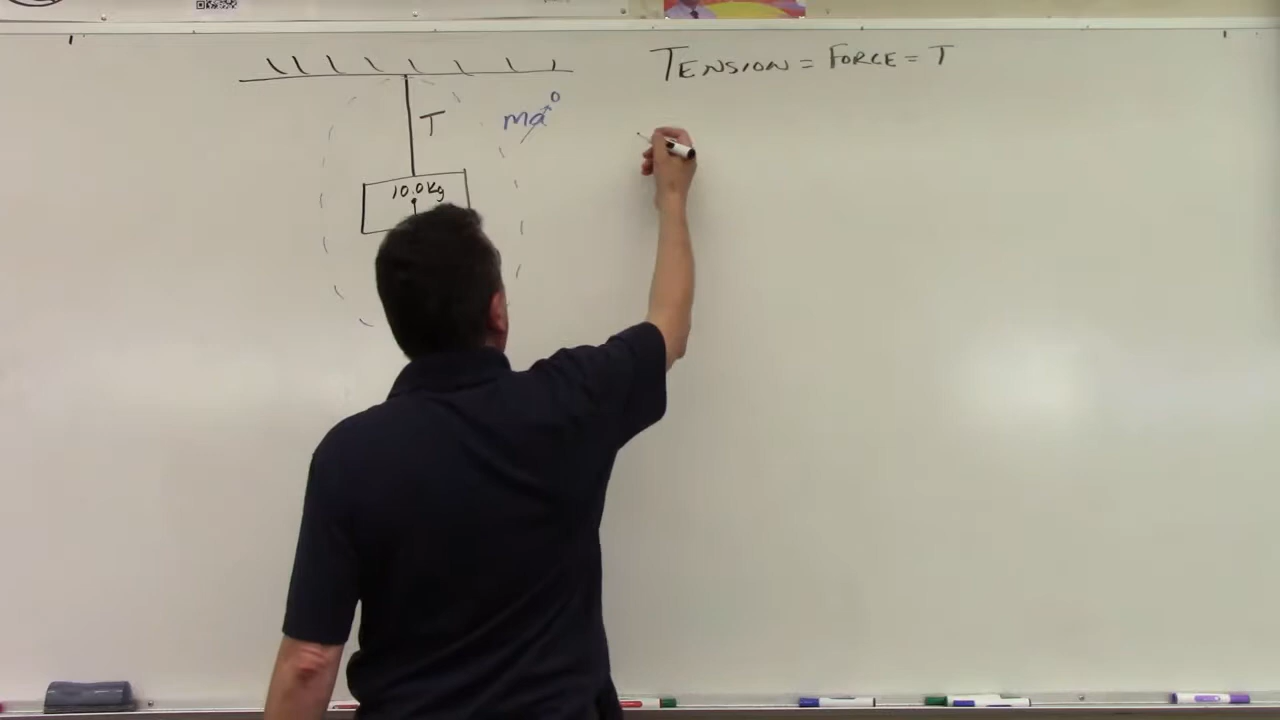 TENSION = FORCE = T
T
ma 0
10.0 kg